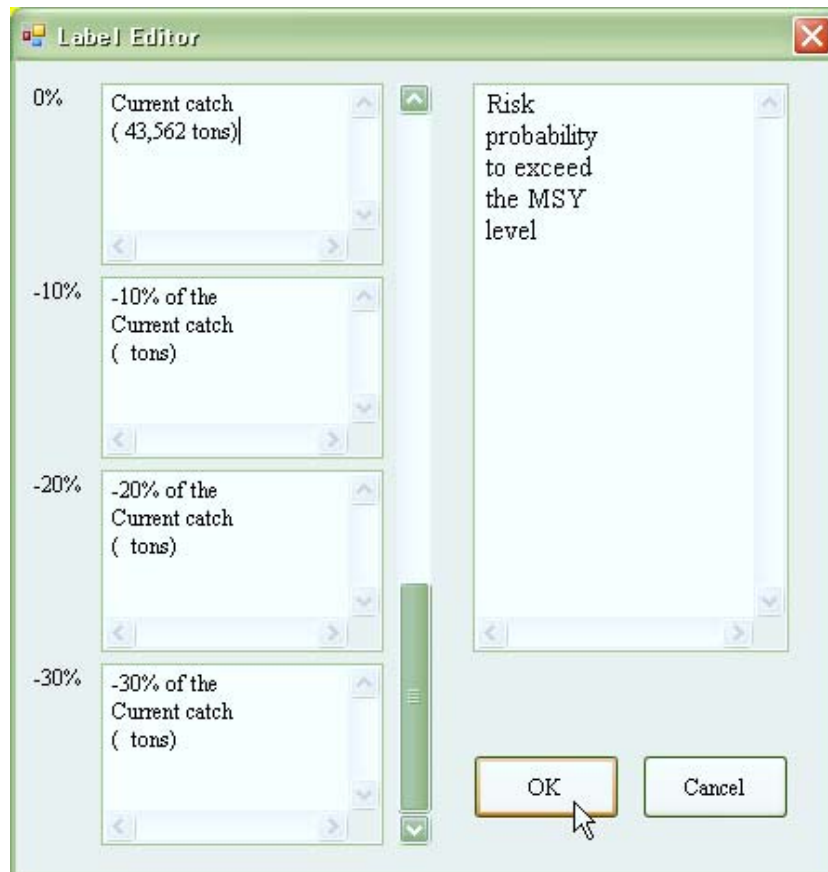 Label Editor
0%
Current catch
( 43,562 tons)
-10%
-10% of the
Current catch
(  tons)
-20%
-20% of the
Current catch
(  tons)
-30%
-30% of the
Current catch
(  tons)
Risk
probability
to exceed
the MSY
level
OK
Cancel